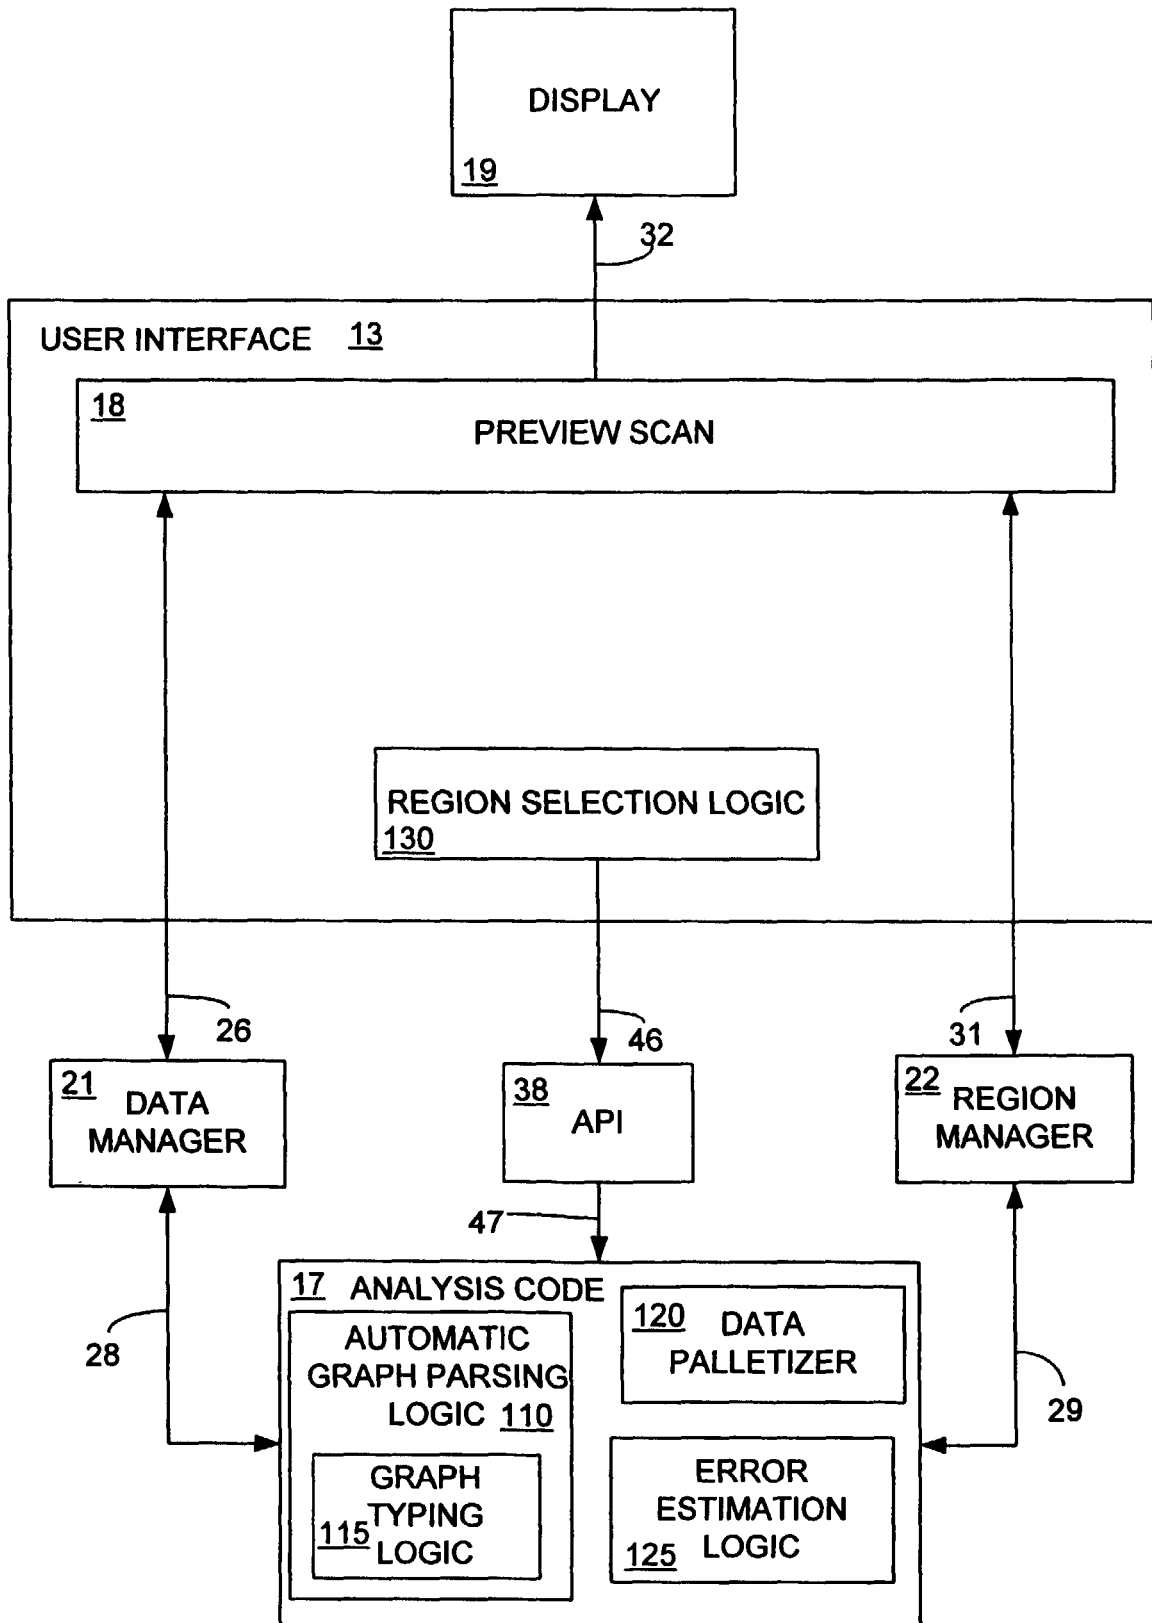 DISPLAY
19
32
USER INTERFACE 13
18
PREVIEW SCAN
REGION SELECTION LOGIC
130
26
46
31
21
DATA
MANAGER
38
API
22
REGION
MANAGER
47
28
29
17 ANALYSIS CODE
AUTOMATIC
GRAPH PARSING
LOGIC 110
GRAPH
TYPING
115
LOGIC
120
DATA
PALLETIZER
ERROR
ESTIMATION
LOGIC
125